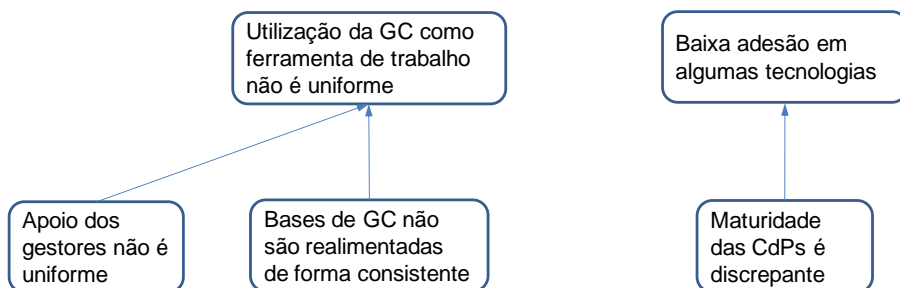 Utilização da GC como
ferramenta de trabalho
não é uniforme
Baixa adesão em
algumas tecnologias
Apoio dos
gestores não é
uniforme
Bases de GC não
são realimentadas
de forma consistente
Maturidade
das CdPs é
discrepante